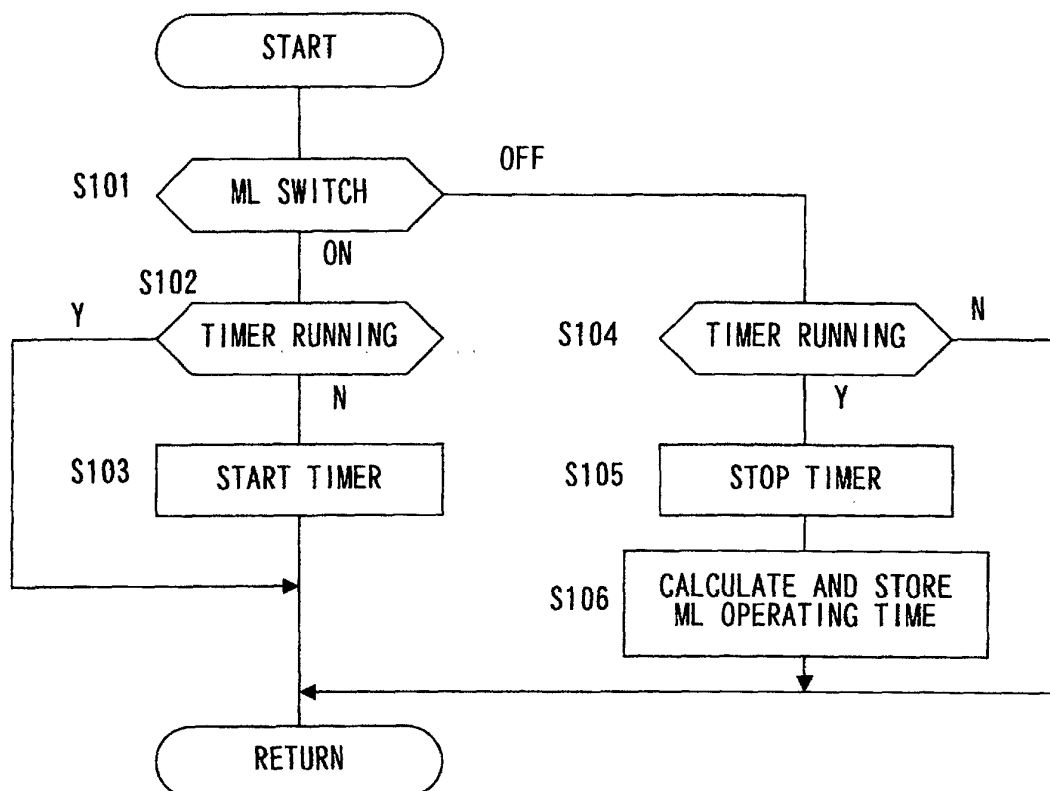 START
OFF
S101
ML SWITCH
ON
S102
Y
TIMER RUNNING
N
S103
START TIMER
S104
TIMER RUNNING
N
Y
S105
STOP TIMER
S106
CALCULATE AND STORE
ML OPERATING TIME
RETURN